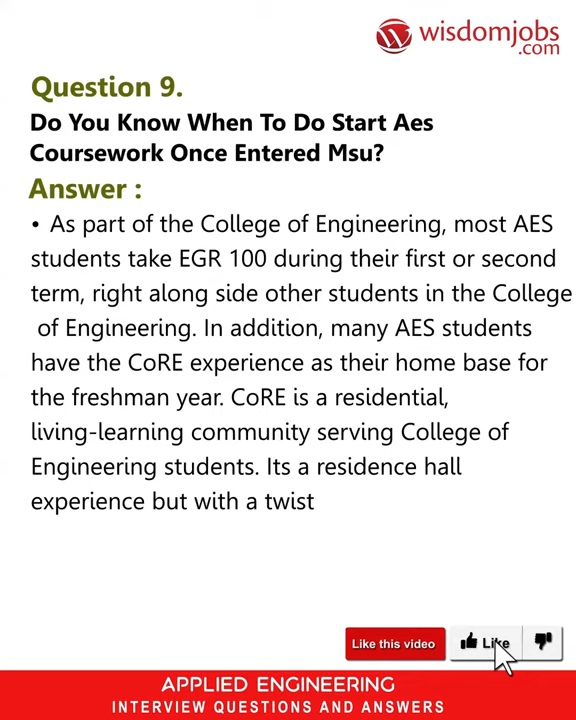 wisdomjobs
.com
Question 9.
Do You Know When To Do Start Aes
Coursework Once Entered Msu?
Answer :
• As part of the College of Engineering, most AES
students take EGR 100 during their first or second
term, right along side other students in the College
of Engineering. In addition, many AES students
have the CoRE experience as their home base for
the freshman year. CoRE is a residential,
living-learning community serving College of
Engineering students. Its a residence hall
experience but with a twist
Like this video
Like
APPLIED ENGINEERING
INTERVIEW QUESTIONS AND ANSWERS